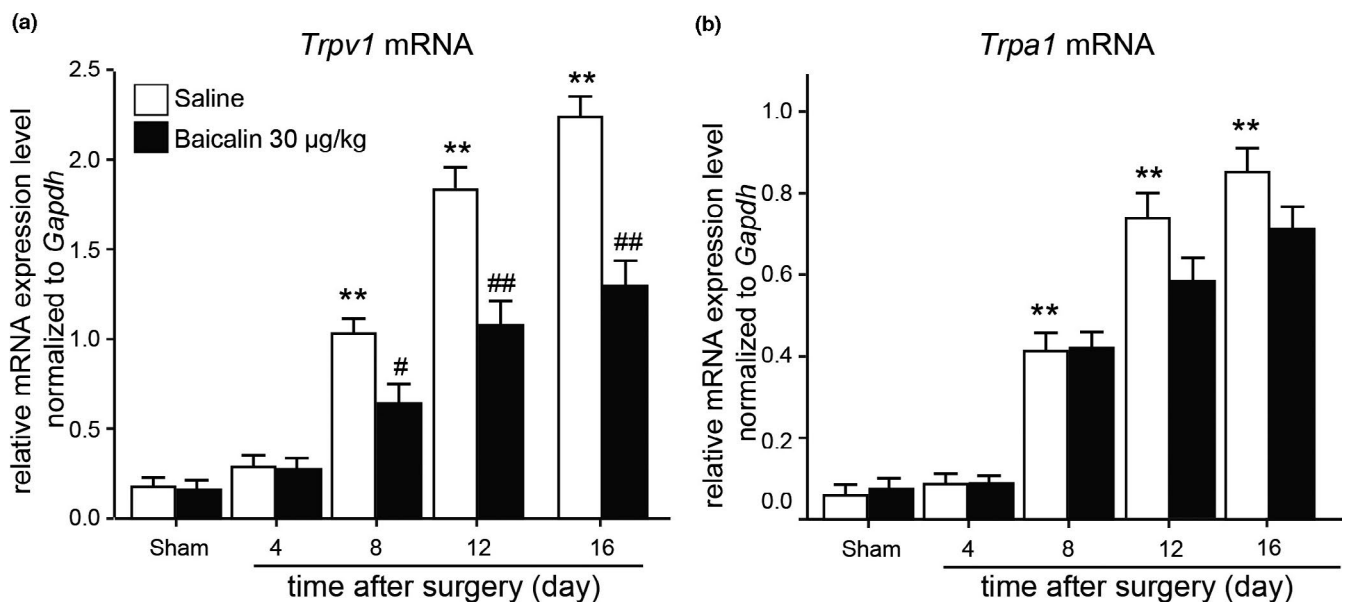 (a)
Trpv1 mRNA
relative mRNA expression level
normalized to Gapdh
2.5
2.0
1.5
1.0
0.5
0.0
Saline
Baicalin 30 µg/kg
**
#
**
##
**
##
Sham 4 8 12 16
time after surgery (day)
(b)
Trpa1 mRNA
relative mRNA expression level
normalized to Gapdh
1.0
0.8
0.6
0.4
0.2
0.0
**
**
**
Sham 4 8 12 16
time after surgery (day)